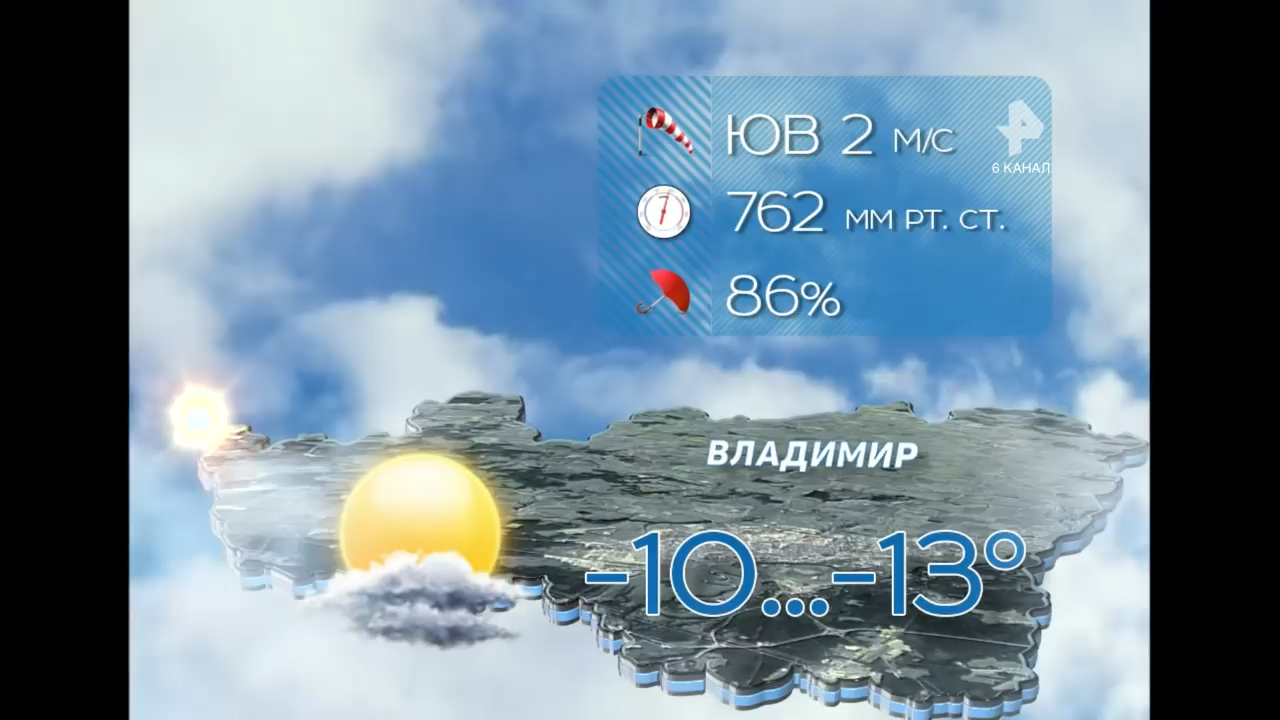 ЮВ 2 М/С
6 КАНАЛ
762 ММ РТ. СТ.
86%
ВЛАДИМИР
-10...-13°